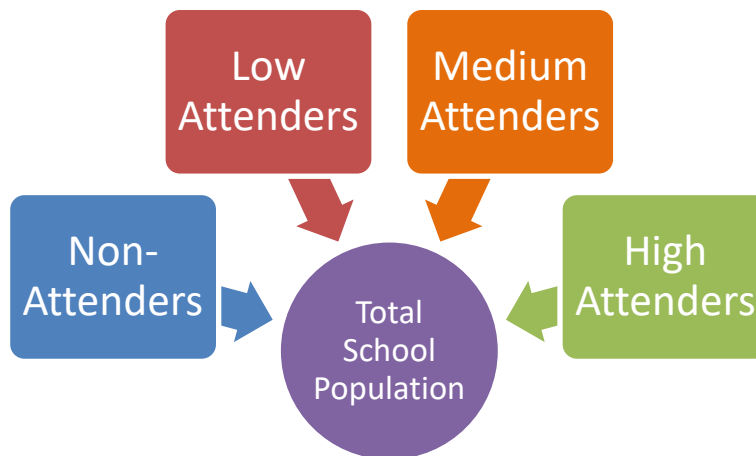 Low
Attenders
Medium
Attenders
Non-
Attenders
High
Attenders
Total
School
Population